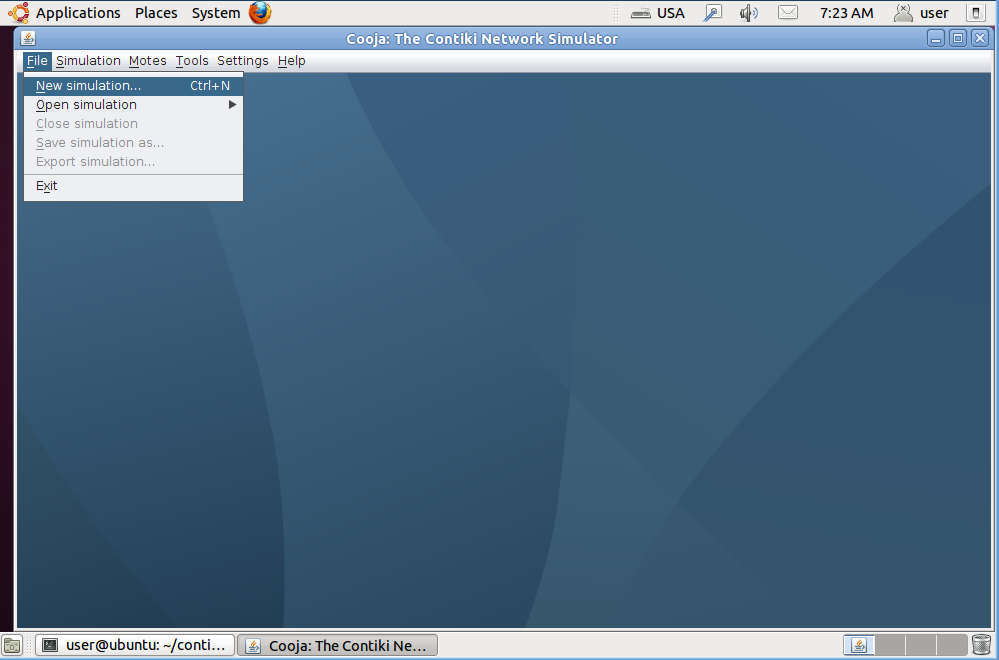 Applications Places System USA 7:23 AM user
Cooja: The Contiki Network Simulator
File Simulation Motes Tools Settings Help
New simulation... Ctrl+N
Open simulation
Close simulation
Save simulation as...
Export simulation...
Exit
user@ubuntu: ~/conti... Cooja: The Contiki Ne...